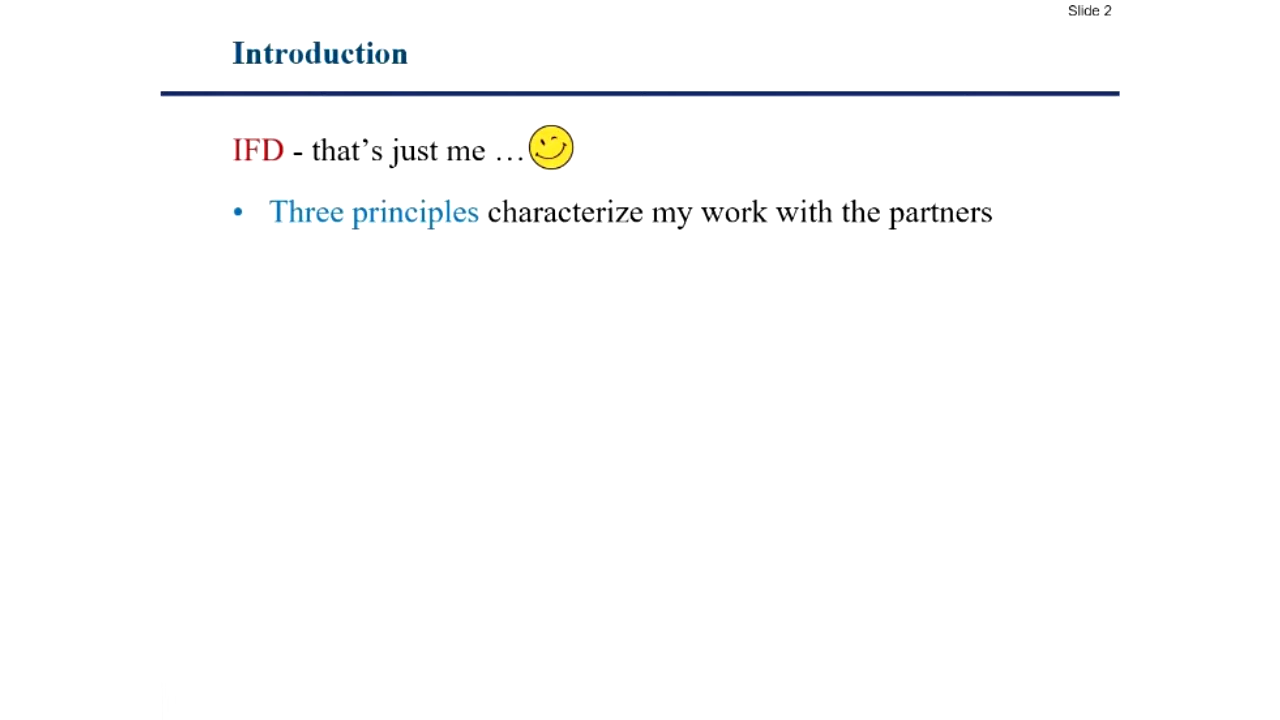 Slide 2
Introduction
IFD - that’s just me …
• Three principles characterize my work with the partners